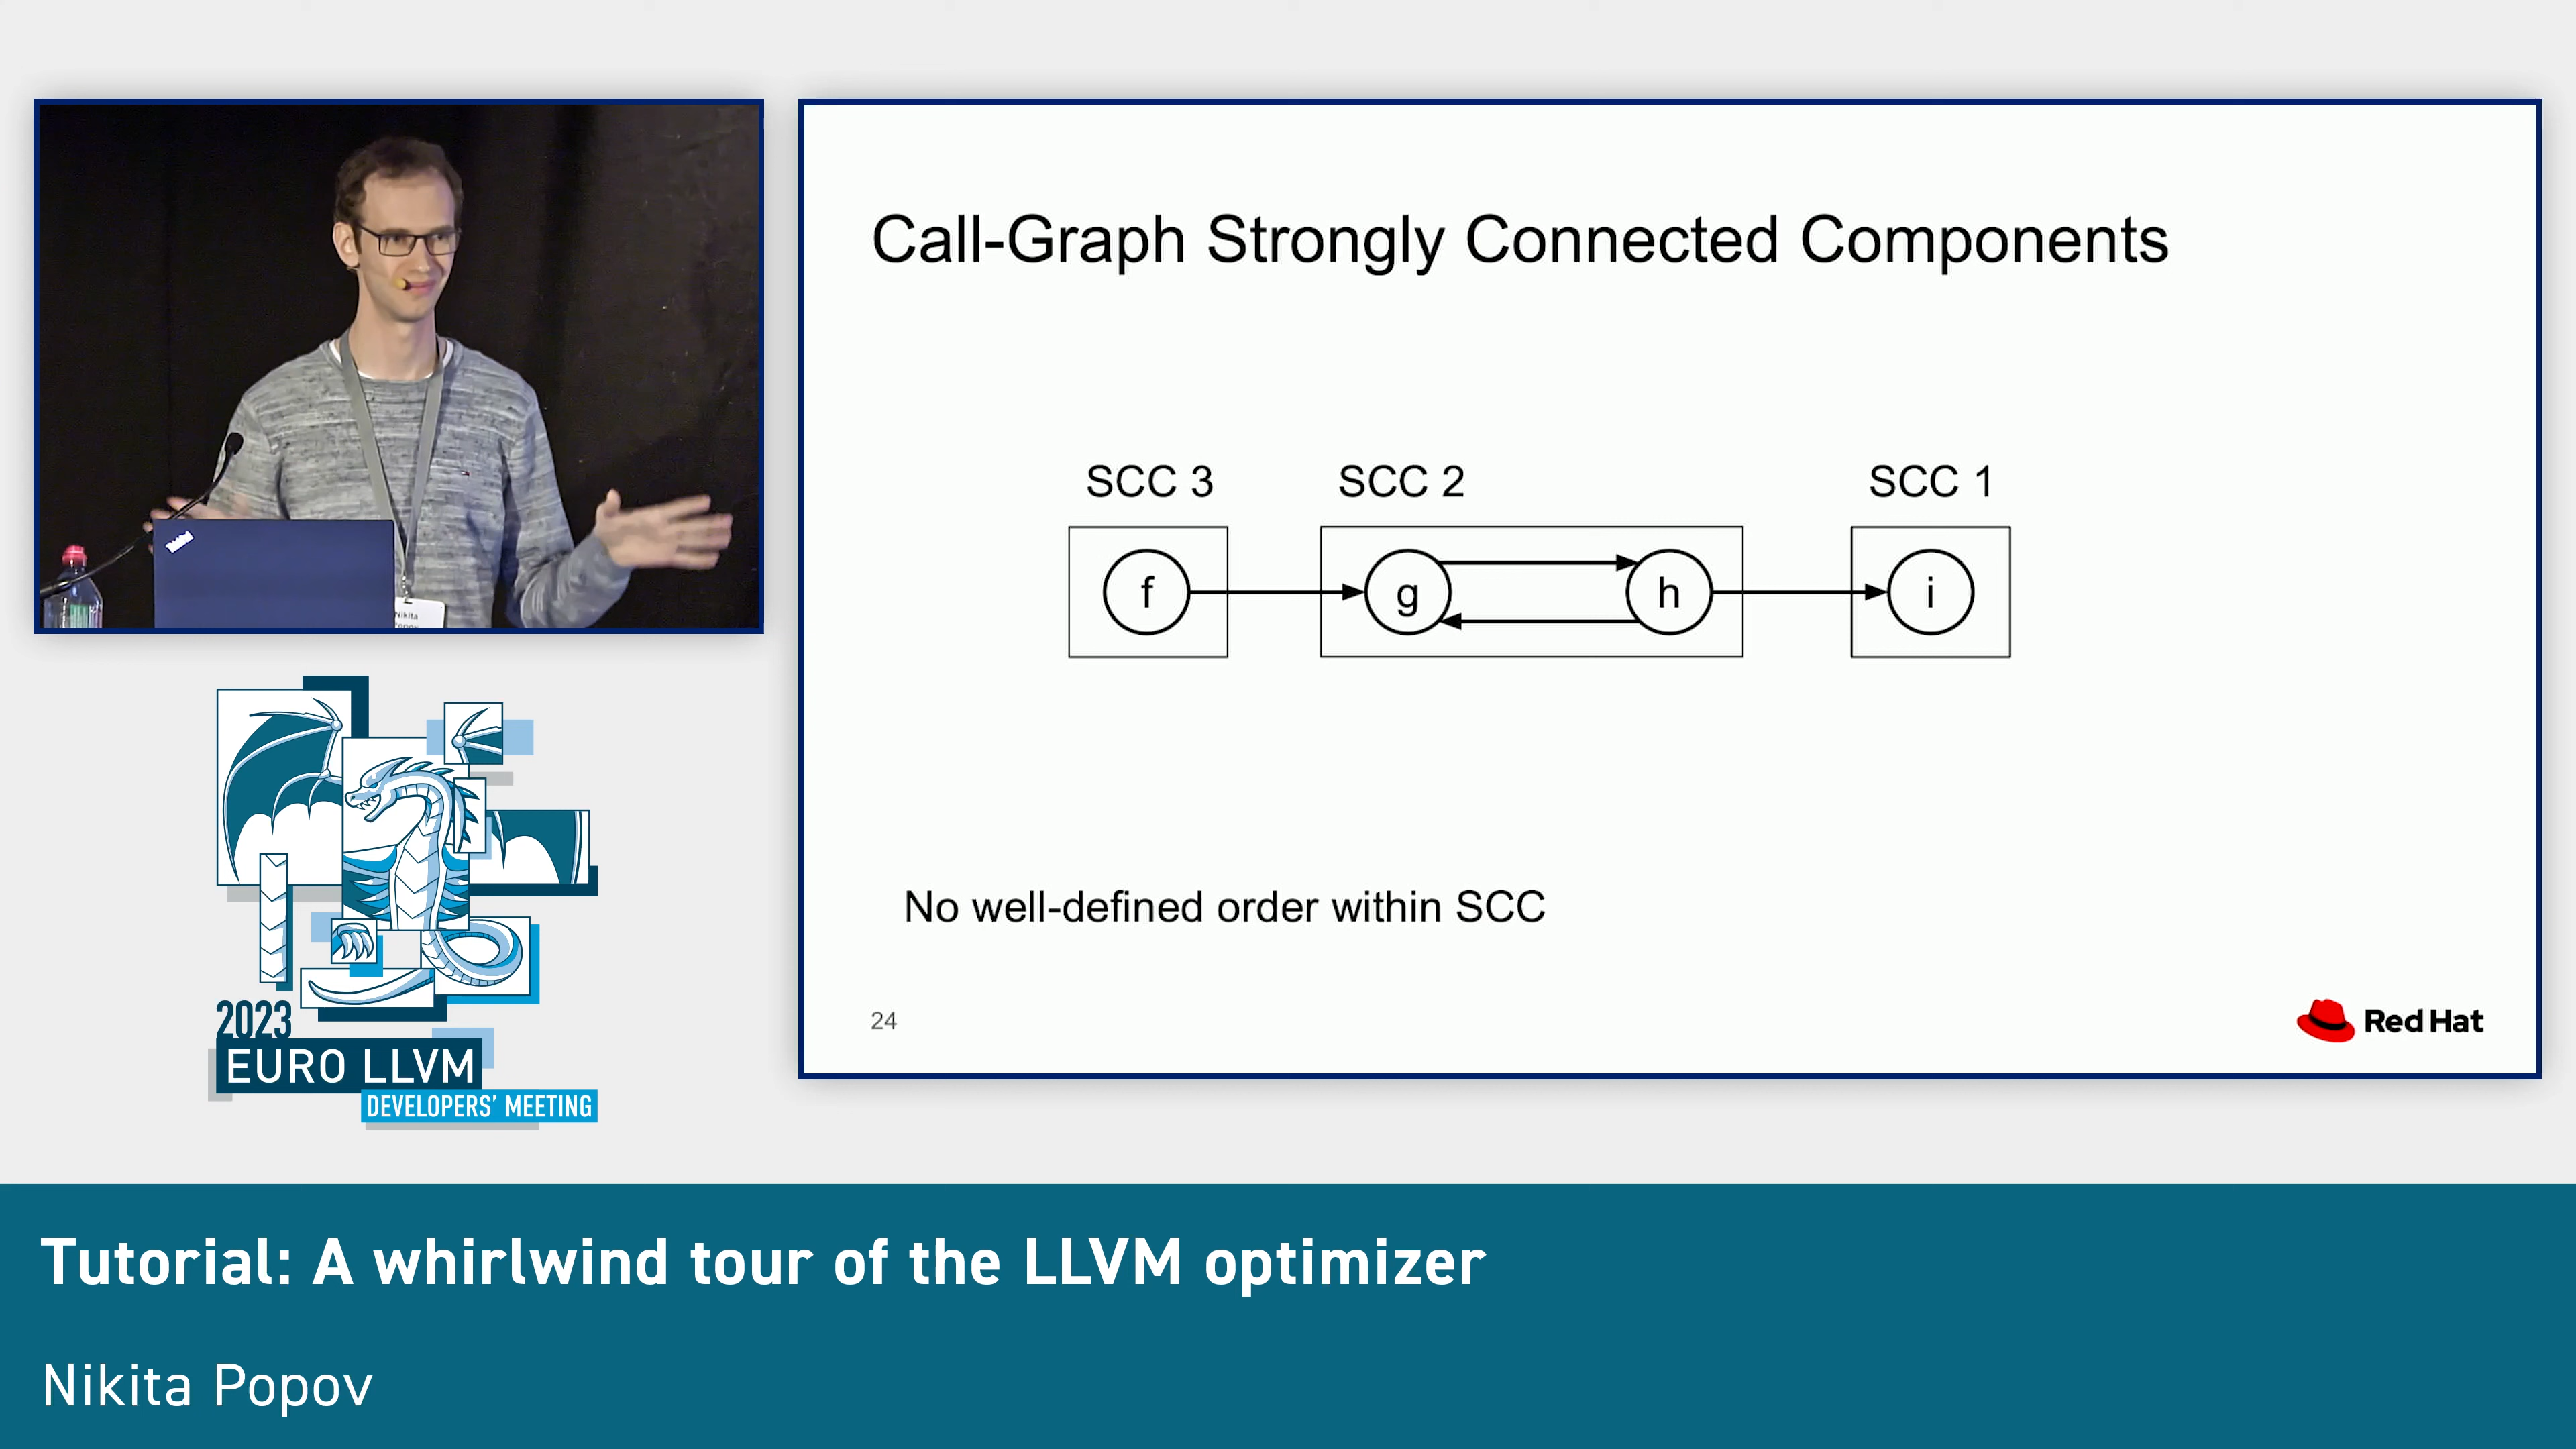 Call-Graph Strongly Connected Components
SCC 3
SCC 2
SCC 1
f
g
h
i
No well-defined order within SCC
24
Red Hat
Nikita
2023
EURO LLVM
DEVELOPERS' MEETING
Tutorial: A whirlwind tour of the LLVM optimizer
Nikita Popov